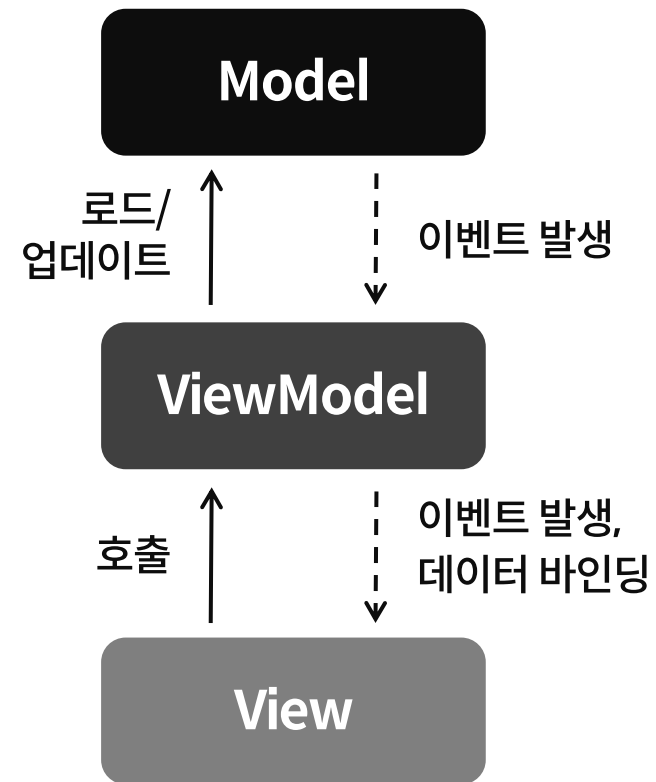 Model
로드/
업데이트
이벤트 발생
ViewModel
호출
이벤트 발생,
데이터 바인딩
View